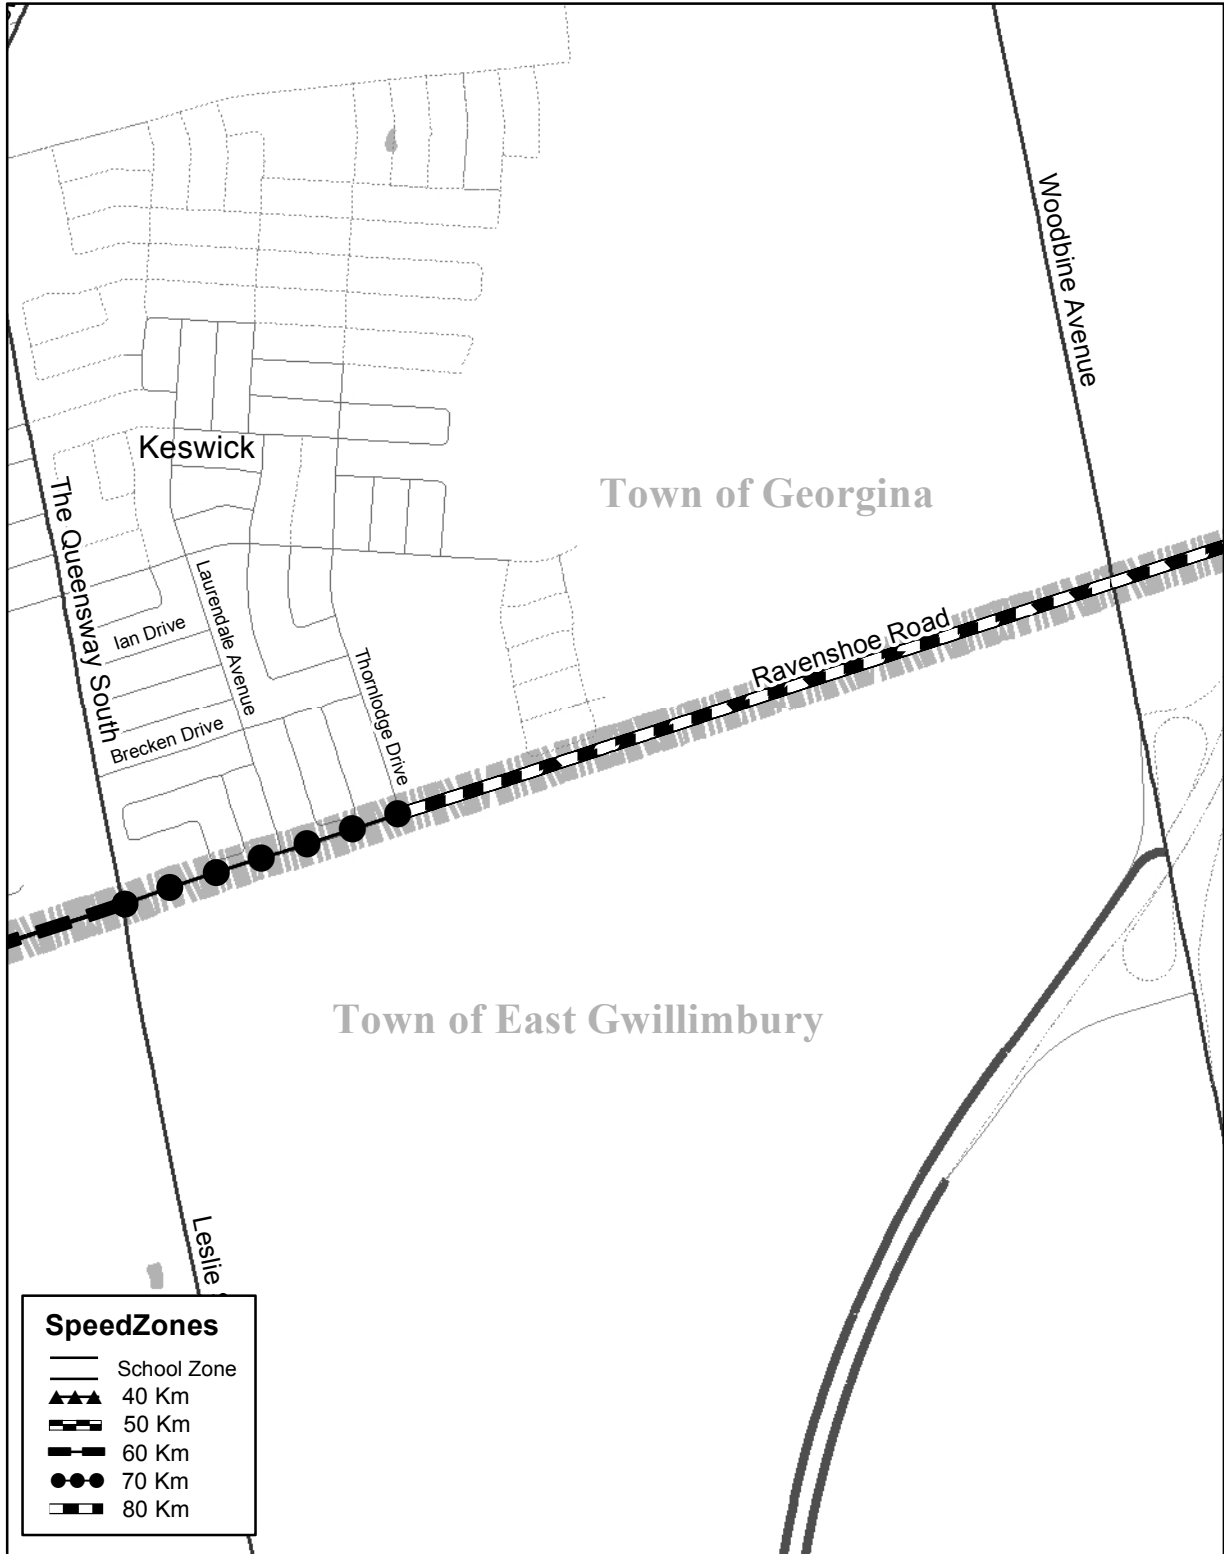 Woodbine Avenue
Keswick
Town of Georgina
The Queensway South
Laurendale Avenue
Ian Drive
Ravenshoe Road
Thornlodge Drive
Brecken Drive
Town of East Gwillimbury
Leslie
SpeedZones
School Zone
40 Km
50 Km
60 Km
70 Km
80 Km